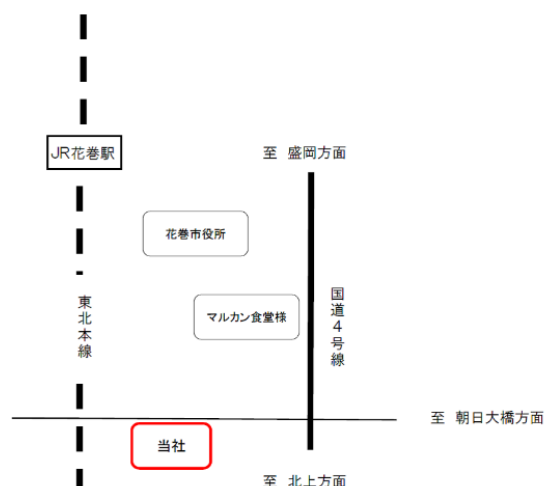 JR花巻駅
至 盛岡方面
花巻市役所
マルカン食堂様
東北本線
国道4号線
至 朝日大橋方面
当社
至 北上方面